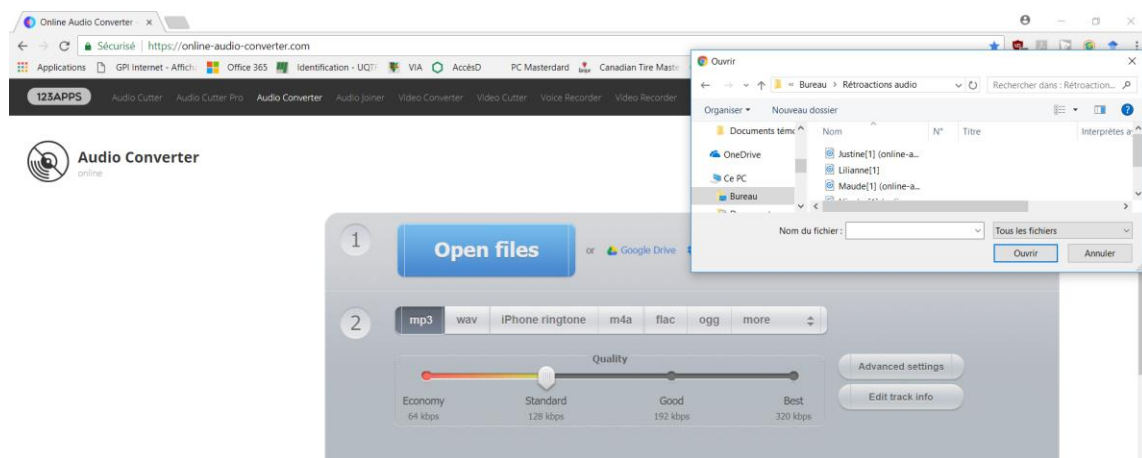 Online Audio Converter
Sécurisé | https://online-audio-converter.com
Applications GPI Internet - Affich Office 365 Identification - UQTR VIA AccèsD PC Masterdard Canadian Tire Maste
123APPS Audio Cutter Audio Cutter Pro Audio Converter Audio Joiner Video Converter Video Cutter Voice Recorder Video Recorder
Audio Converter
online
1
Open files or Google Drive
2
mp3 wav iPhone ringtone m4a flac ogg more
Quality
Economy Standard Good Best
64 kbps 128 kbps 192 kbps 320 kbps
Advanced settings
Edit track info
Ouvrir
« Bureau > Rétroactions audio
Rechercher dans : Rétroaction...
Organiser Nouveau dossier
Documents tém
OneDrive
Ce PC
Bureau
Nom N° Titre Interprètes a
Justine[1] (online-a...
Lilianne[1]
Maude[1] (online-a...
Nom du fichier : Tous les fichiers
Ouvrir Annuler